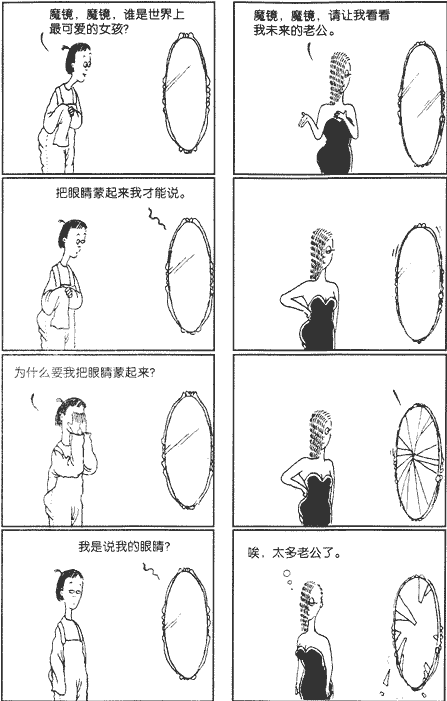 魔镜，魔镜，谁是世界上
最可爱的女孩？
把眼睛蒙起来我才能说。
为什么要我把眼睛蒙起来？
我是说我的眼睛？
魔镜，魔镜，请让我看看
我未来的老公。
唉，太多老公了。